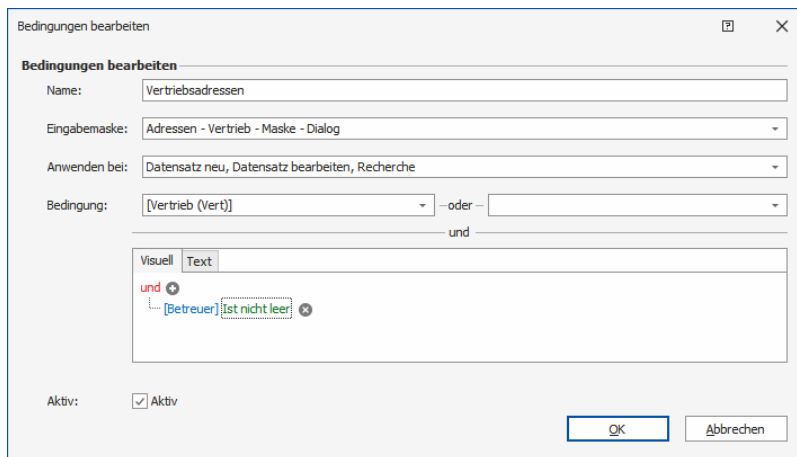 Bedingungen bearbeiten
Bedingungen bearbeiten
Name: Vertriebsadressen
Eingabemaske: Adressen - Vertrieb - Maske - Dialog
Anwenden bei: Datensatz neu, Datensatz bearbeiten, Recherche
Bedingung: [Vertrieb (Vert)] oder
und
Visuell Text
und
[Betreuer] Ist nicht leer
Aktiv: Aktiv
OK Abbrechen